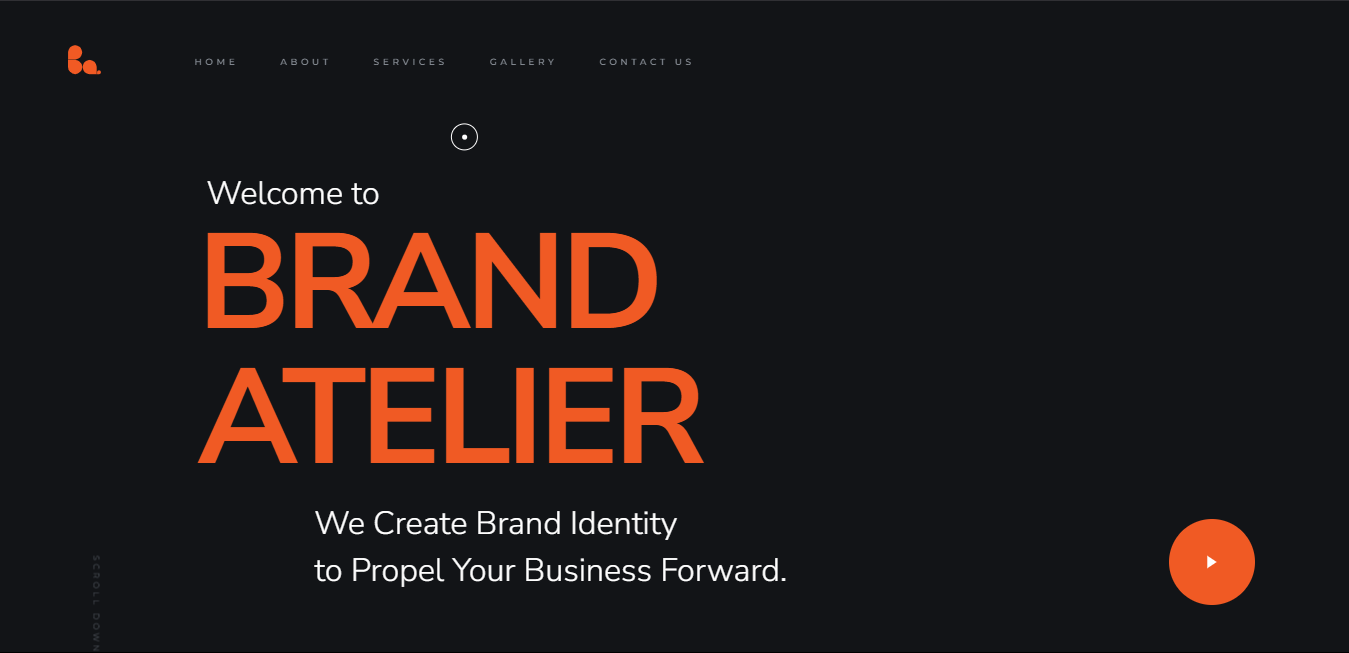 HOME ABOUT SERVICES GALLERY CONTACT US
Welcome to
BRAND
ATELIER
We Create Brand Identity
to Propel Your Business Forward.
SCROLL DOWN